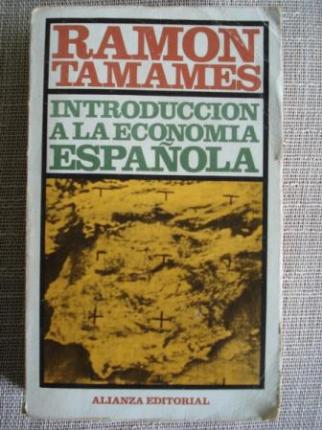 RAMON
TAMAMES
INTRODUCCION
A LA ECONOMIA
ESPAÑOLA
ALIANZA EDITORIAL